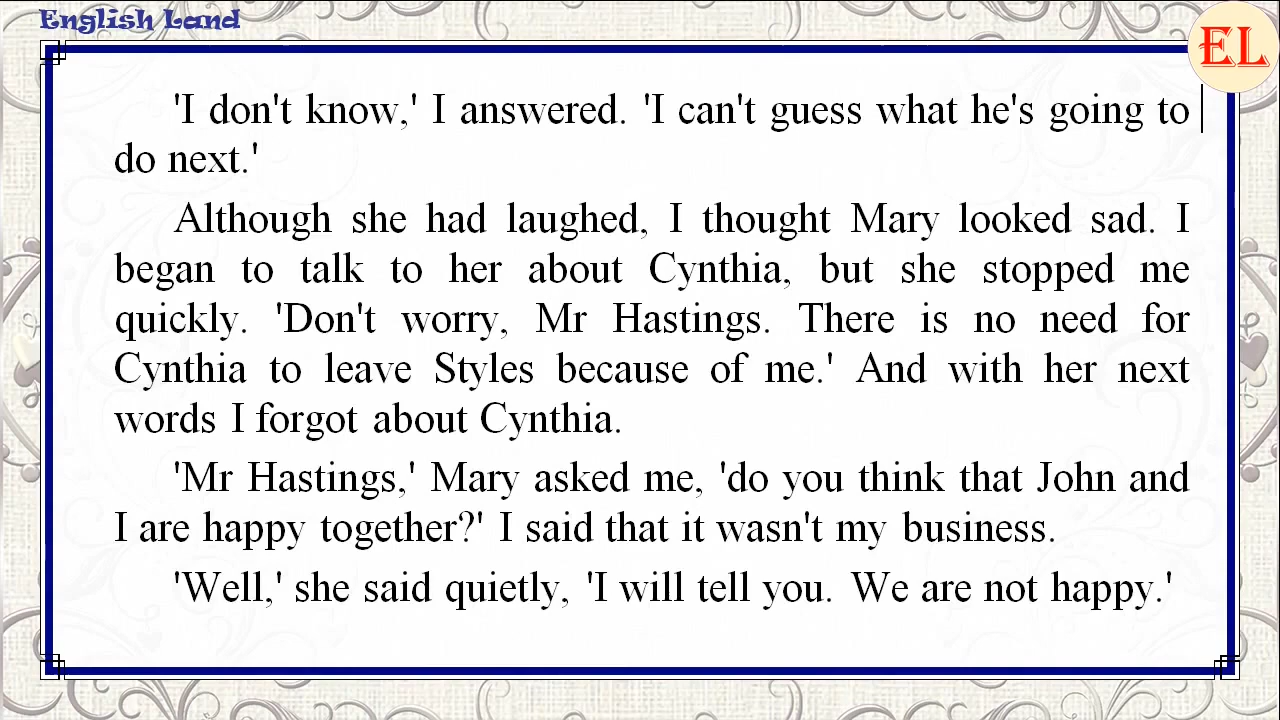 English Land
EL
'I don't know,' I answered. 'I can't guess what he's going to
do next.'
Although she had laughed, I thought Mary looked sad. I
began to talk to her about Cynthia, but she stopped me
quickly. 'Don't worry, Mr Hastings. There is no need for
Cynthia to leave Styles because of me.' And with her next
words I forgot about Cynthia.
'Mr Hastings,' Mary asked me, 'do you think that John and
I are happy together?' I said that it wasn't my business.
'Well,' she said quietly, 'I will tell you. We are not happy.'